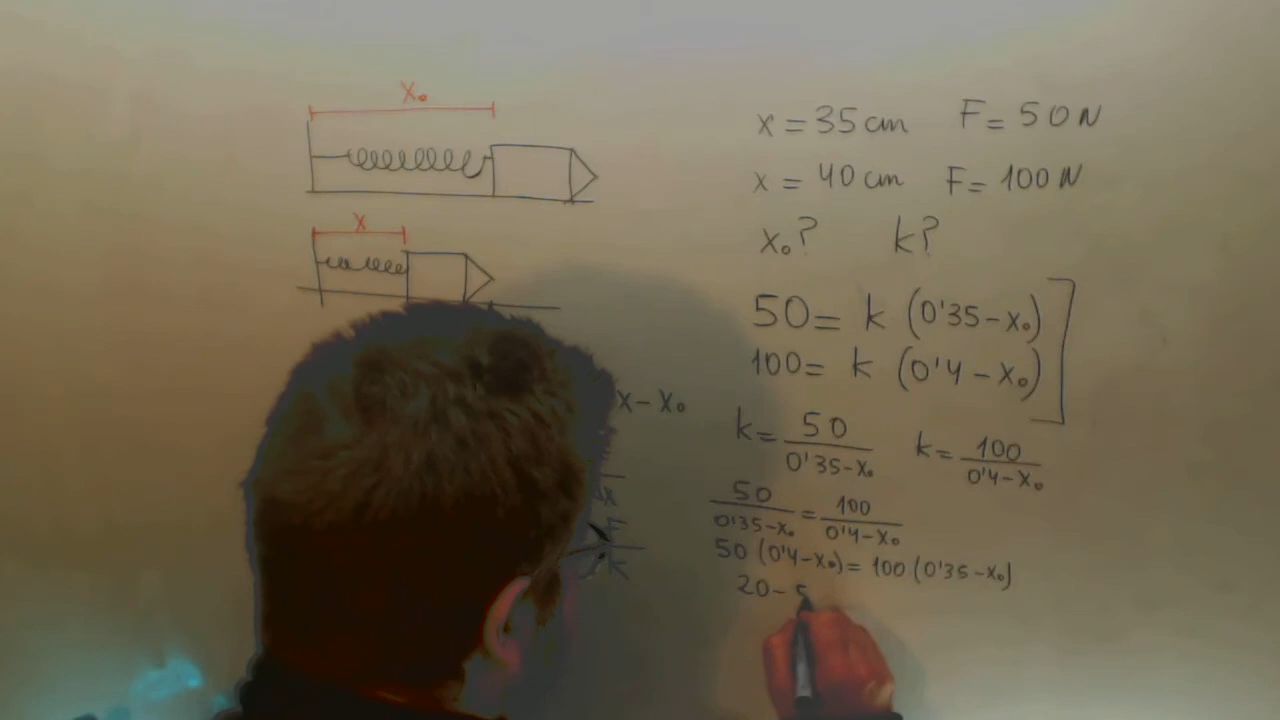 x₀
x = 35 cm F = 50 N
x = 40 cm F = 100 N
x
x₀? k?
50 = k (0'35 - x₀)
100 = k (0'4 - x₀)
x - x₀
k = 50 / 0'35 - x₀ k = 100 / 0'4 - x₀
50 / 0'35 - x₀ = 100 / 0'4 - x₀
50 (0'4 - x₀) = 100 (0'35 - x₀)
20 -